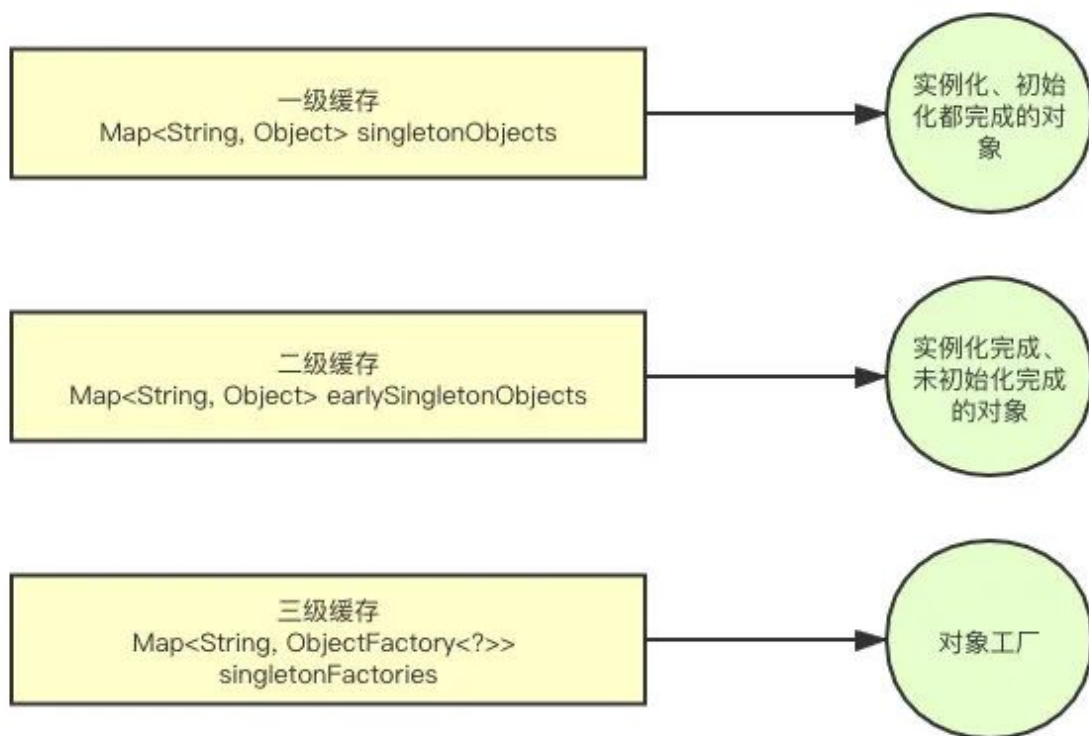 一级缓存
Map<String, Object> singletonObjects
实例化、初始
化都完成的对
象
二级缓存
Map<String, Object> earlySingletonObjects
实例化完成、
未初始化完成
的对象
三级缓存
Map<String, ObjectFactory<?>>
singletonFactories
对象工厂